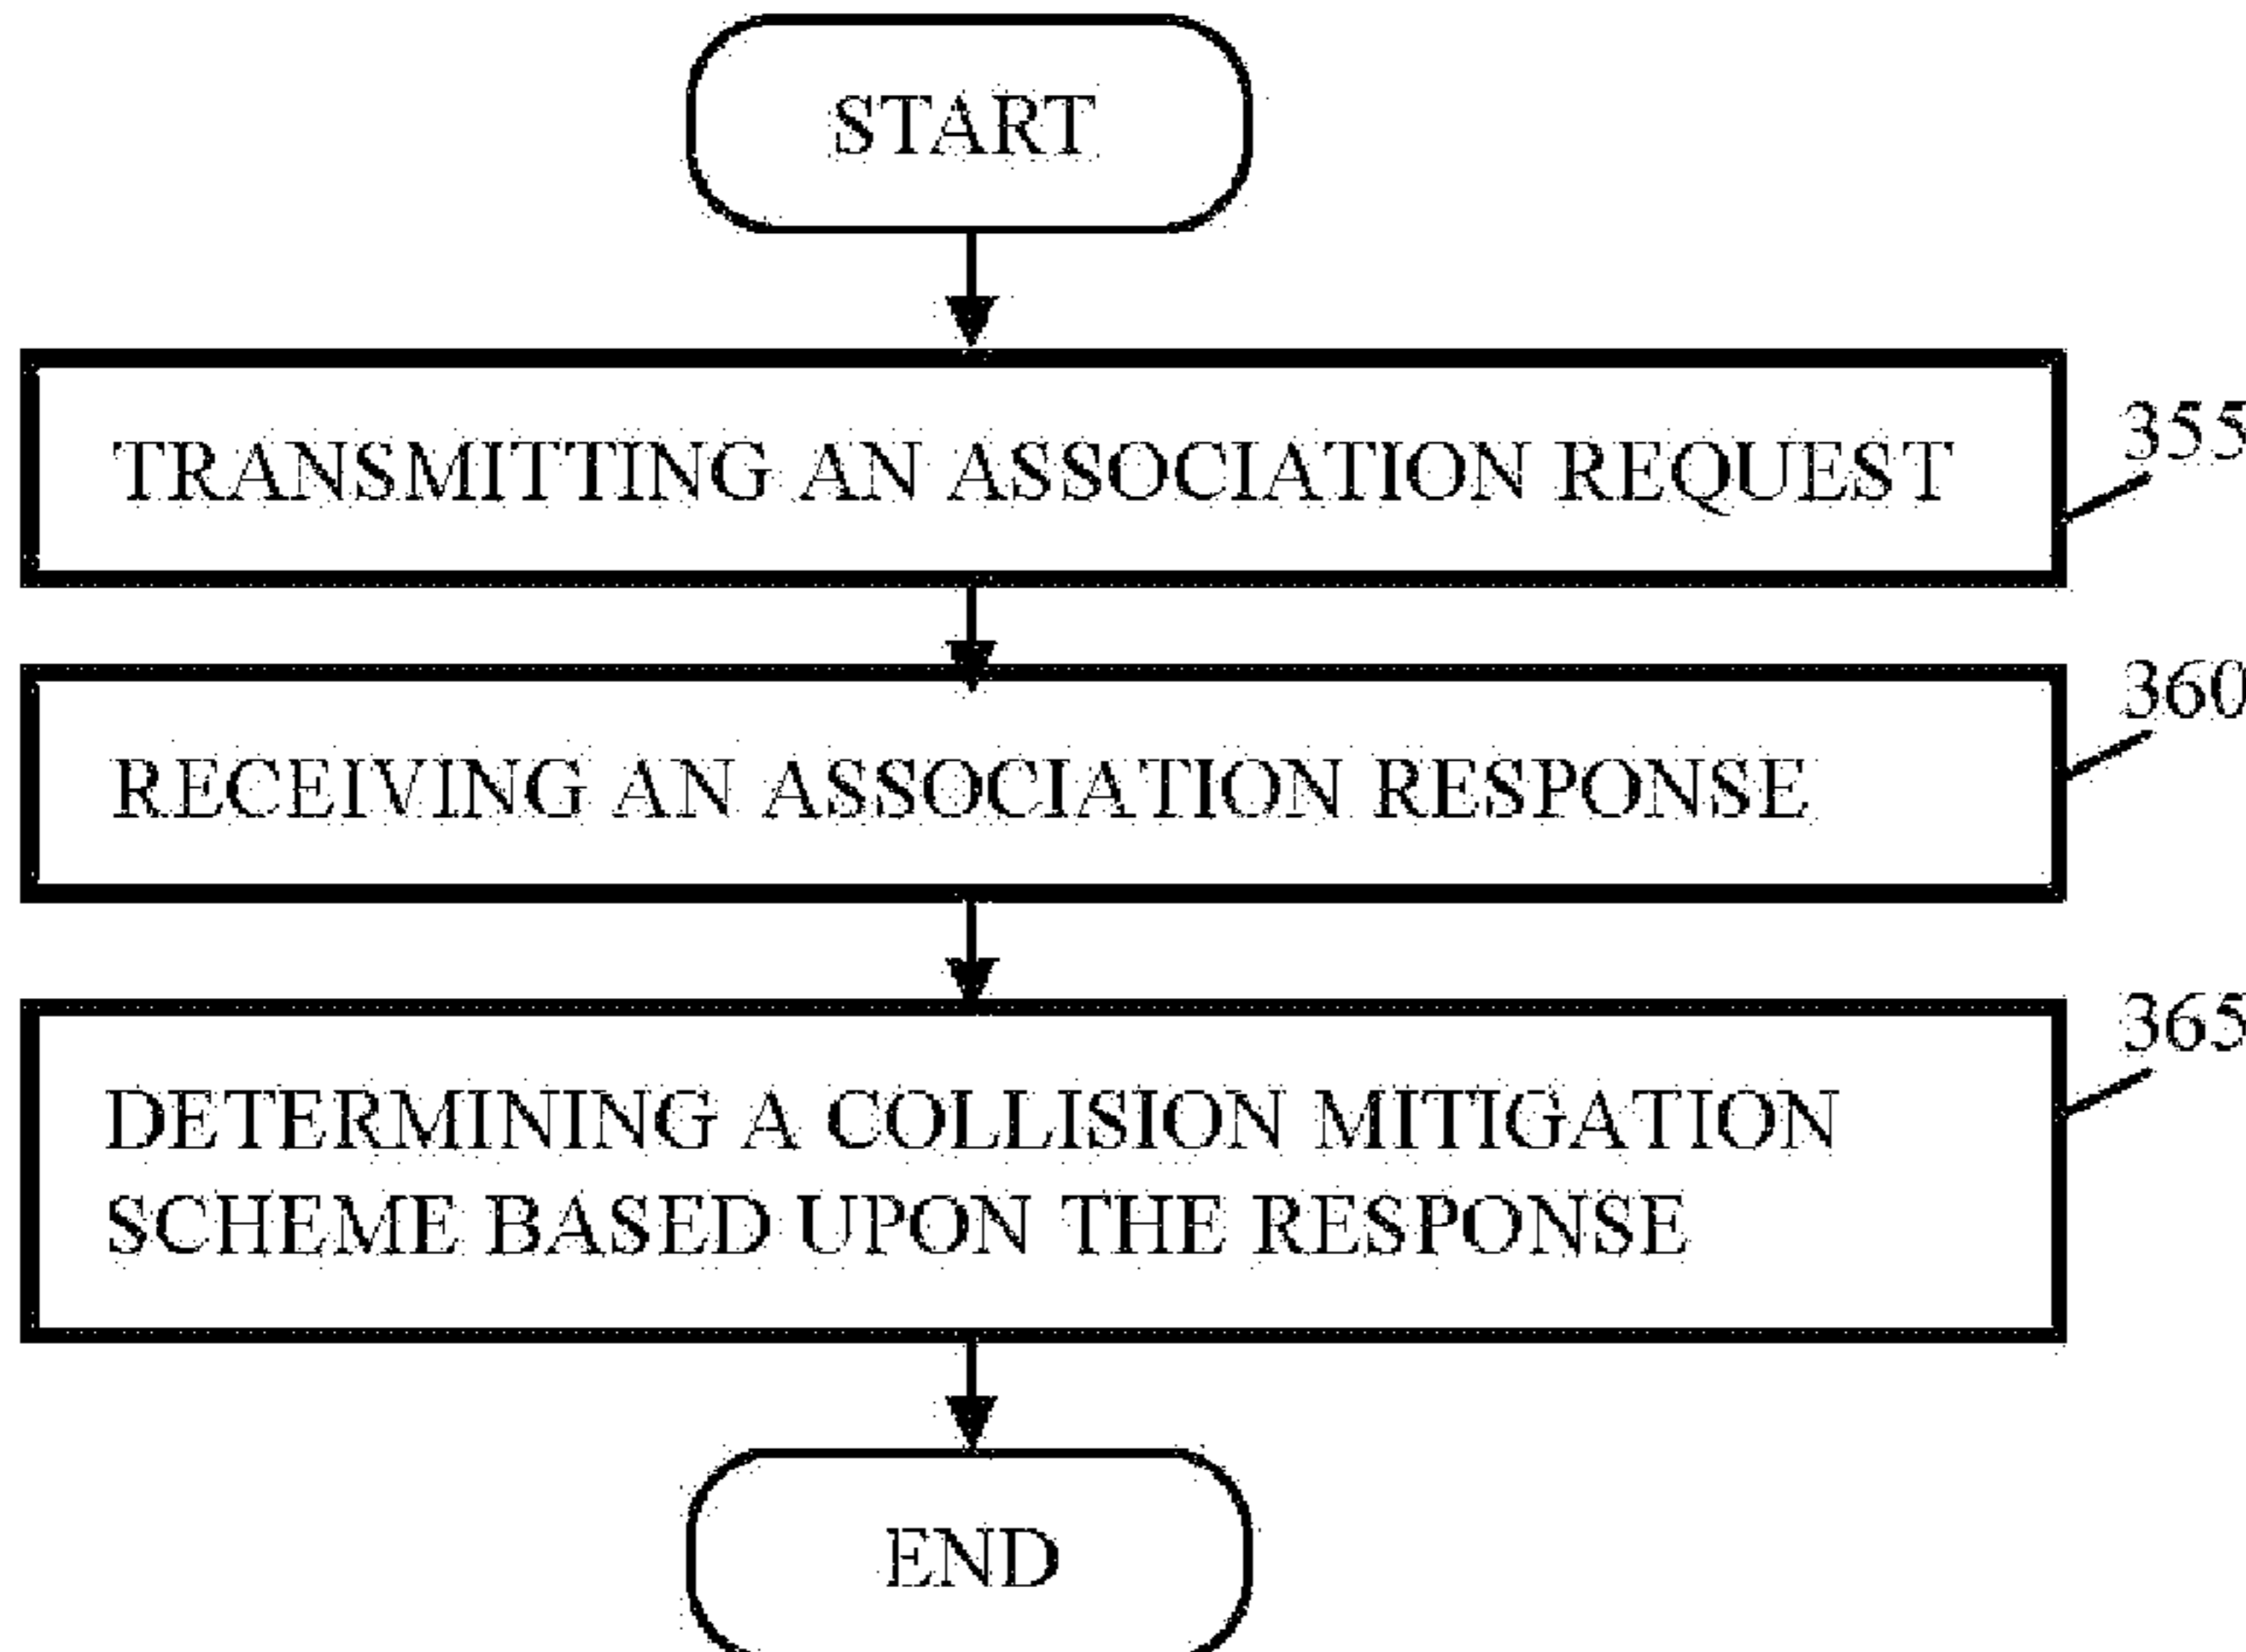 START
TRANSMITTING AN ASSOCIATION REQUEST
355
RECEIVING AN ASSOCIATION RESPONSE
360
DETERMINING A COLLISION MITIGATION
SCHEME BASED UPON THE RESPONSE
365
END